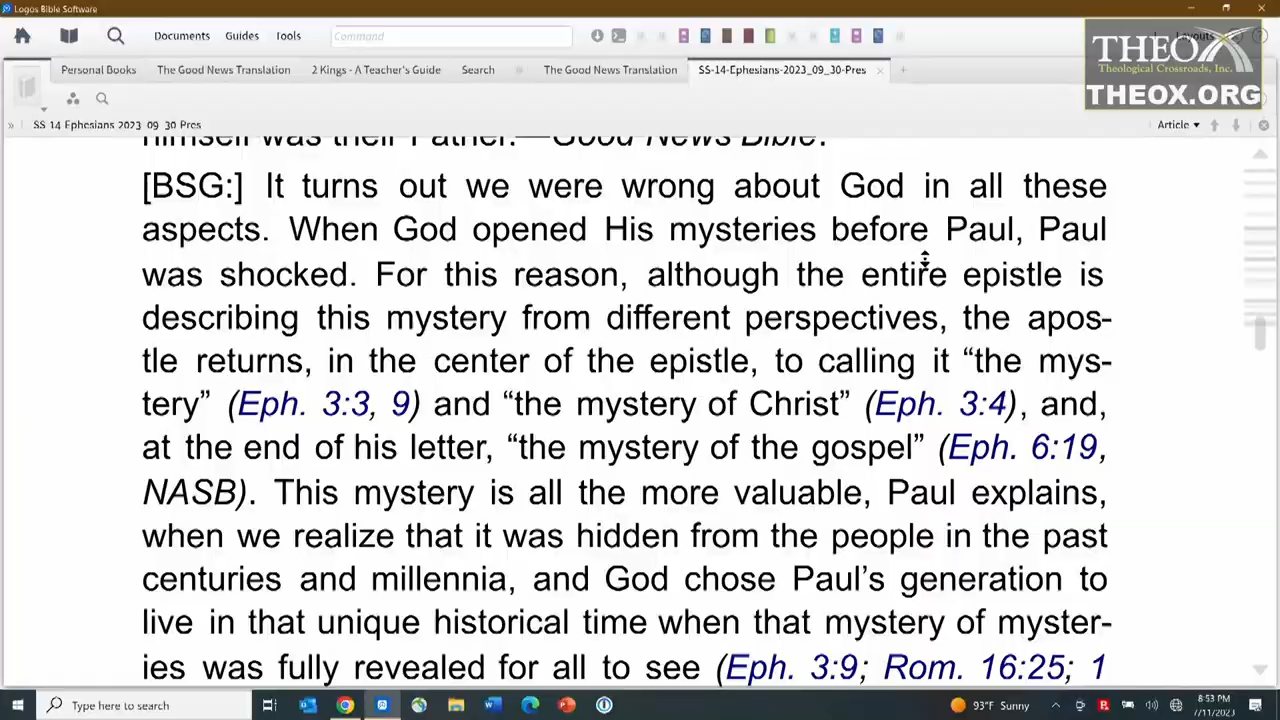 Logos Bible Software
Documents Guides Tools Command Layouts
THEOX
Theological Crossroads, Inc.
THEOX.ORG
Personal Books The Good News Translation 2 Kings - A Teacher's Guide Search The Good News Translation SS-14-Ephesians-2023_09_30-Pres
» SS-14-Ephesians-2023_09_30-Pres Article
himself was their Father.—Good News Bible.
[BSG:] It turns out we were wrong about God in all these
aspects. When God opened His mysteries before Paul, Paul
was shocked. For this reason, although the entire epistle is
describing this mystery from different perspectives, the apos-
tle returns, in the center of the epistle, to calling it “the mys-
tery” (Eph. 3:3, 9) and “the mystery of Christ” (Eph. 3:4), and,
at the end of his letter, “the mystery of the gospel” (Eph. 6:19,
NASB). This mystery is all the more valuable, Paul explains,
when we realize that it was hidden from the people in the past
centuries and millennia, and God chose Paul’s generation to
live in that unique historical time when that mystery of myster-
ies was fully revealed for all to see (Eph. 3:9; Rom. 16:25; 1
Type here to search 93°F Sunny 8:53 PM
7/11/2023